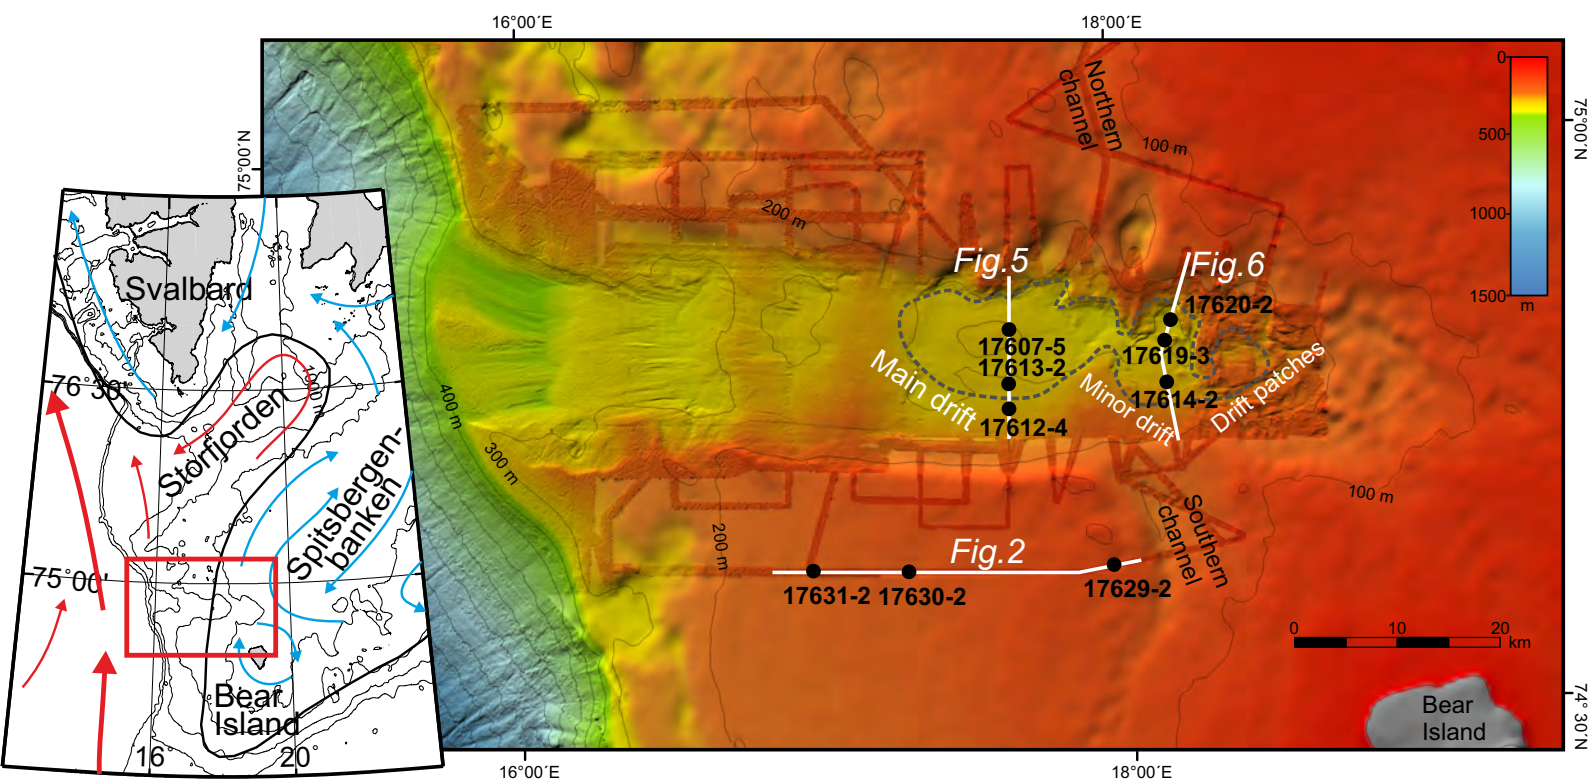 16°00´E
18°00´E
0
500
1000
1500
m
75°00´N
75°00´N
Northern
channel
100 m
200 m
Fig.5
Fig.6
17620-2
17607-5
17613-2
17619-3
17614-2
17612-4
Main drift
Minor drift
Drift patches
400 m
300 m
200 m
100 m
Southern
channel
Fig.2
17631-2
17630-2
17629-2
0
10
20
km
Bear
Island
74°30´N
16°00´E
18°00´E
Svalbard
76°30'
1000 m
Storfjorden
Spitsbergen-
banken
75°00'
Bear
Island
16°
20°